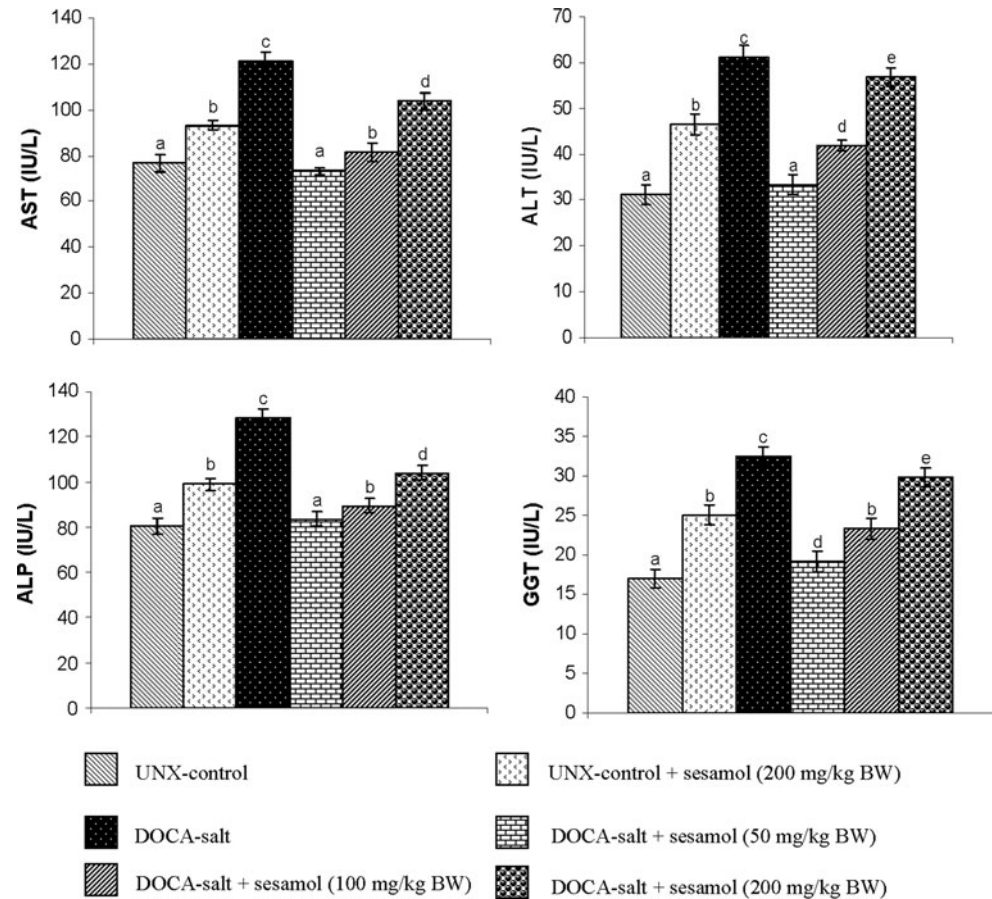 AST (IU/L)
140
120
100
80
60
40
20
0
a
b
c
a
b
d
ALT (IU/L)
70
60
50
40
30
20
10
0
a
b
c
a
d
e
ALP (IU/L)
140
120
100
80
60
40
20
0
a
b
c
a
b
d
GGT (IU/L)
40
35
30
25
20
15
10
5
0
a
b
c
d
b
e
UNX-control
UNX-control + sesamol (200 mg/kg BW)
DOCA-salt
DOCA-salt + sesamol (50 mg/kg BW)
DOCA-salt + sesamol (100 mg/kg BW)
DOCA-salt + sesamol (200 mg/kg BW)